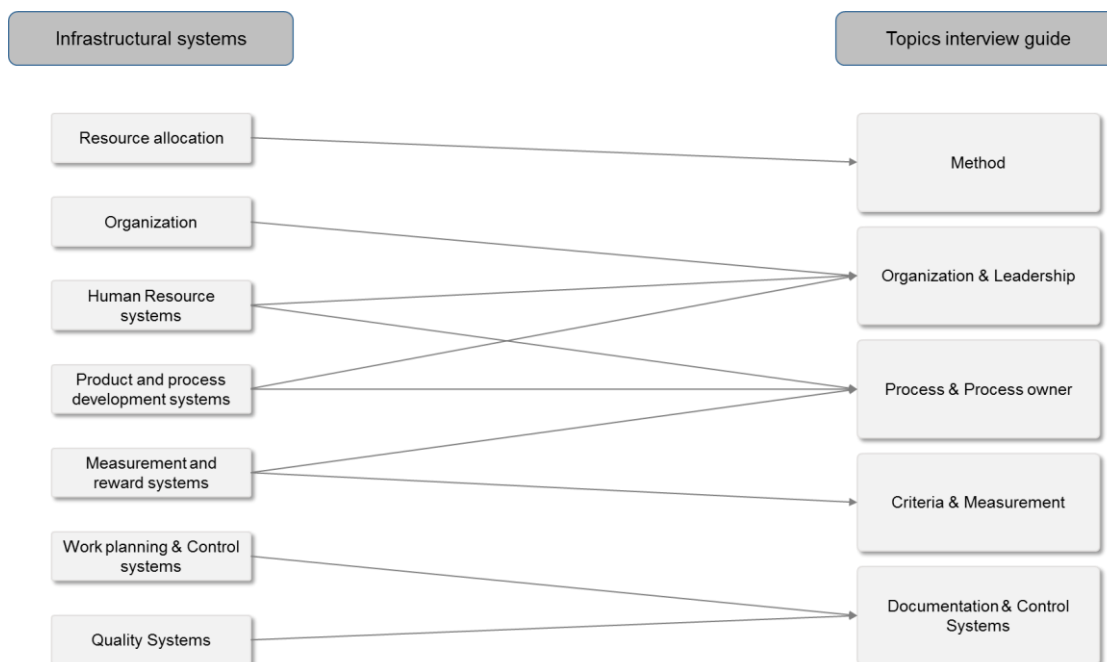 Infrastructural systems
Topics interview guide
Resource allocation
Organization
Human Resource
systems
Product and process
development systems
Measurement and
reward systems
Work planning & Control
systems
Quality Systems
Method
Organization & Leadership
Process & Process owner
Criteria & Measurement
Documentation & Control
Systems